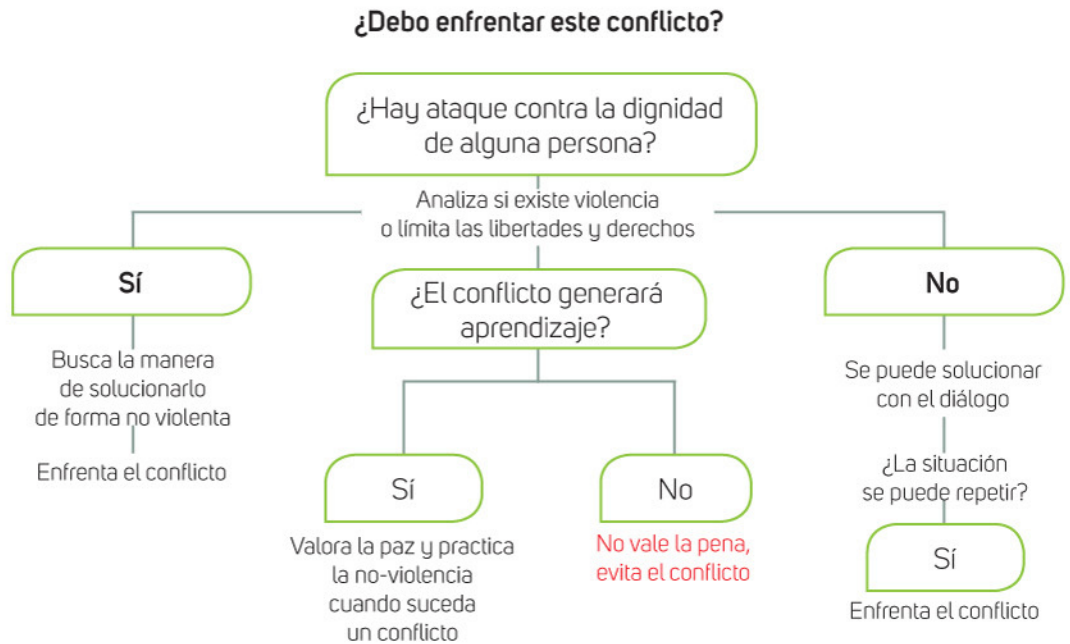 ¿Debo enfrentar este conflicto?
¿Hay ataque contra la dignidad
de alguna persona?
Analiza si existe violencia
o límita las libertades y derechos
Sí
Busca la manera
de solucionarlo
de forma no violenta
Enfrenta el conflicto
¿El conflicto generará
aprendizaje?
Sí
Valora la paz y practica
la no-violencia
cuando suceda
un conflicto
No
No vale la pena,
evita el conflicto
No
Se puede solucionar
con el diálogo
¿La situación
se puede repetir?
Sí
Enfrenta el conflicto